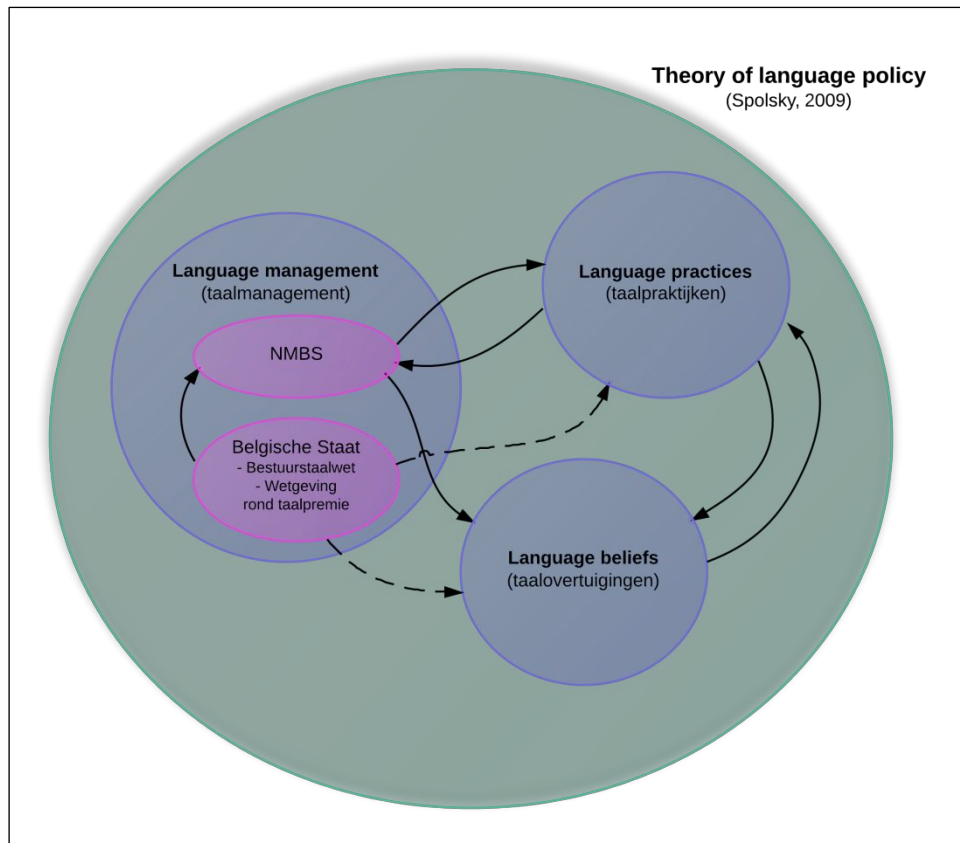 Theory of language policy
(Spolsky, 2009)
Language management
(taalmanagement)
NMBS
Belgische Staat
- Bestuurstaalwet
- Wetgeving
rond taalpremie
Language practices
(taalpraktijken)
Language beliefs
(taalovertuigingen)